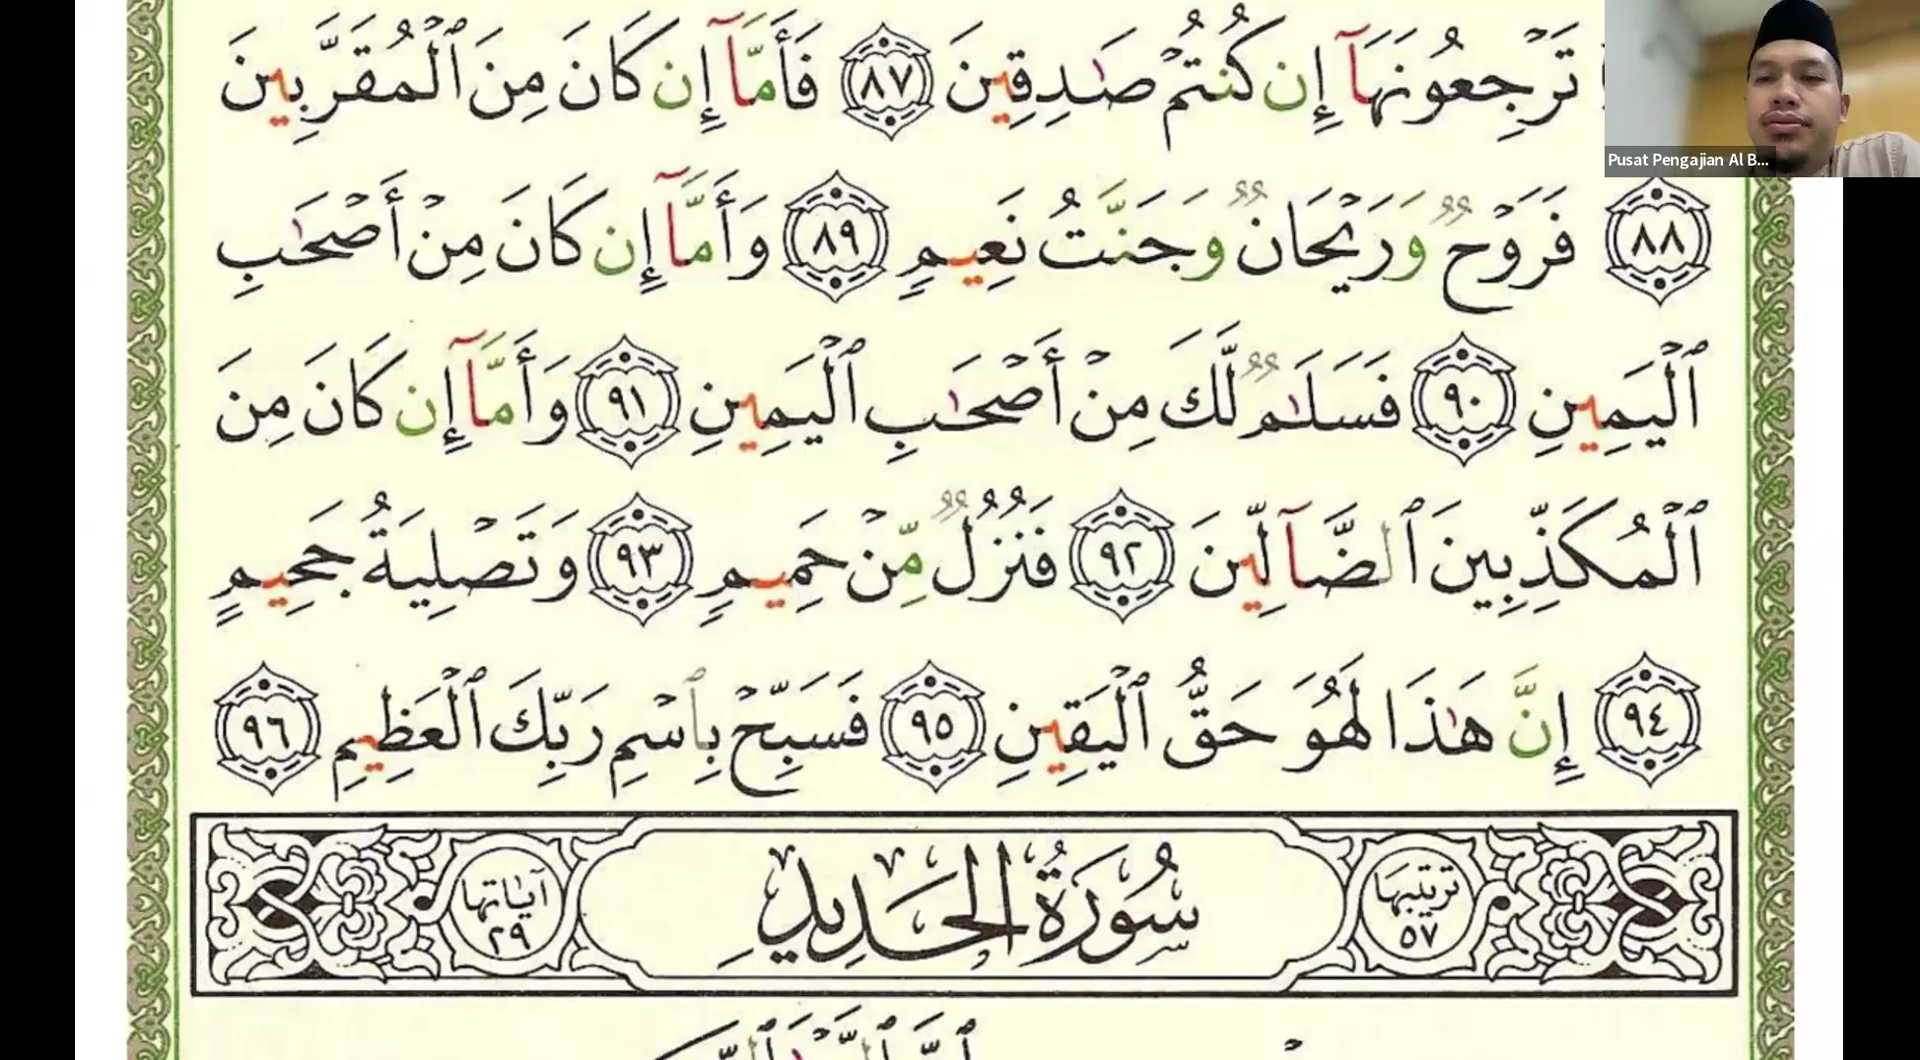 تَرْجِعُونَهَآ إِن كُنتُمْ صَـٰدِقِينَ ٨٧ فَأَمَّآ إِن كَانَ مِنَ ٱلْمُقَرَّبِينَ
Pusat Pengajian Al B...
٨٨ فَرَوْحٌ وَرَيْحَانٌ وَجَنَّتُ نَعِيمٍ ٨٩ وَأَمَّآ إِن كَانَ مِنْ أَصْحَـٰبِ
ٱلْيَمِينِ ٩٠ فَسَلَـٰمٌ لَّكَ مِنْ أَصْحَـٰبِ ٱلْيَمِينِ ٩١ وَأَمَّآ إِن كَانَ مِنَ
ٱلْمُكَذِّبِينَ ٱلضَّآلِّينَ ٩٢ فَنُزُلٌ مِّنْ حَمِيمٍ ٩٣ وَتَصْلِيَةُ جَحِيمٍ
٩٤ إِنَّ هَـٰذَا لَهُوَ حَقُّ ٱلْيَقِينِ ٩٥ فَسَبِّحْ بِٱسْمِ رَبِّكَ ٱلْعَظِيمِ ٩٦
ترتيبها ٥٧ سُورَةُ الحَدِيدِ آياتها ٢٩